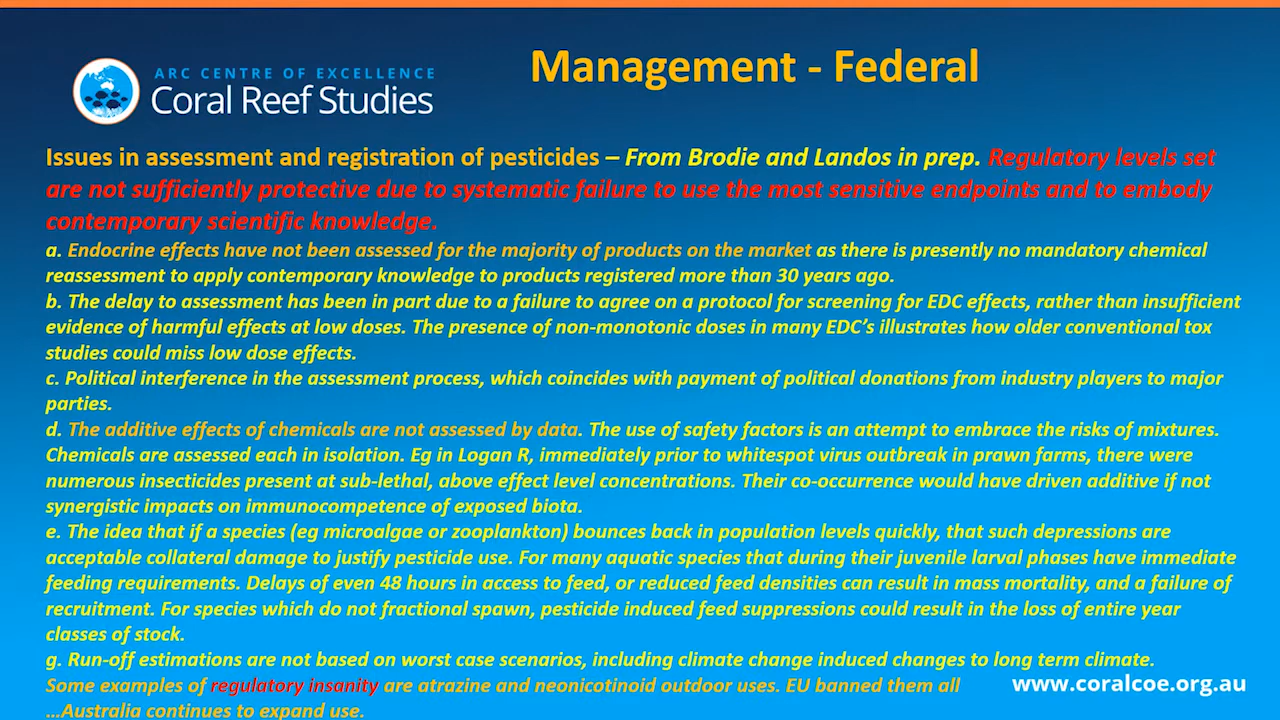 Management - Federal
ARC CENTRE OF EXCELLENCE
Coral Reef Studies
Issues in assessment and registration of pesticides – From Brodie and Landos in prep. Regulatory levels set
are not sufficiently protective due to systematic failure to use the most sensitive endpoints and to embody
contemporary scientific knowledge.
a. Endocrine effects have not been assessed for the majority of products on the market as there is presently no mandatory chemical
reassessment to apply contemporary knowledge to products registered more than 30 years ago.
b. The delay to assessment has been in part due to a failure to agree on a protocol for screening for EDC effects, rather than insufficient
evidence of harmful effects at low doses. The presence of non-monotonic doses in many EDC’s illustrates how older conventional tox
studies could miss low dose effects.
c. Political interference in the assessment process, which coincides with payment of political donations from industry players to major
parties.
d. The additive effects of chemicals are not assessed by data. The use of safety factors is an attempt to embrace the risks of mixtures.
Chemicals are assessed each in isolation. Eg in Logan R, immediately prior to whitespot virus outbreak in prawn farms, there were
numerous insecticides present at sub-lethal, above effect level concentrations. Their co-occurrence would have driven additive if not
synergistic impacts on immunocompetence of exposed biota.
e. The idea that if a species (eg microalgae or zooplankton) bounces back in population levels quickly, that such depressions are
acceptable collateral damage to justify pesticide use. For many aquatic species that during their juvenile larval phases have immediate
feeding requirements. Delays of even 48 hours in access to feed, or reduced feed densities can result in mass mortality, and a failure of
recruitment. For species which do not fractional spawn, pesticide induced feed suppressions could result in the loss of entire year
classes of stock.
g. Run-off estimations are not based on worst case scenarios, including climate change induced changes to long term climate.
Some examples of regulatory insanity are atrazine and neonicotinoid outdoor uses. EU banned them all
...Australia continues to expand use.
www.coralcoe.org.au